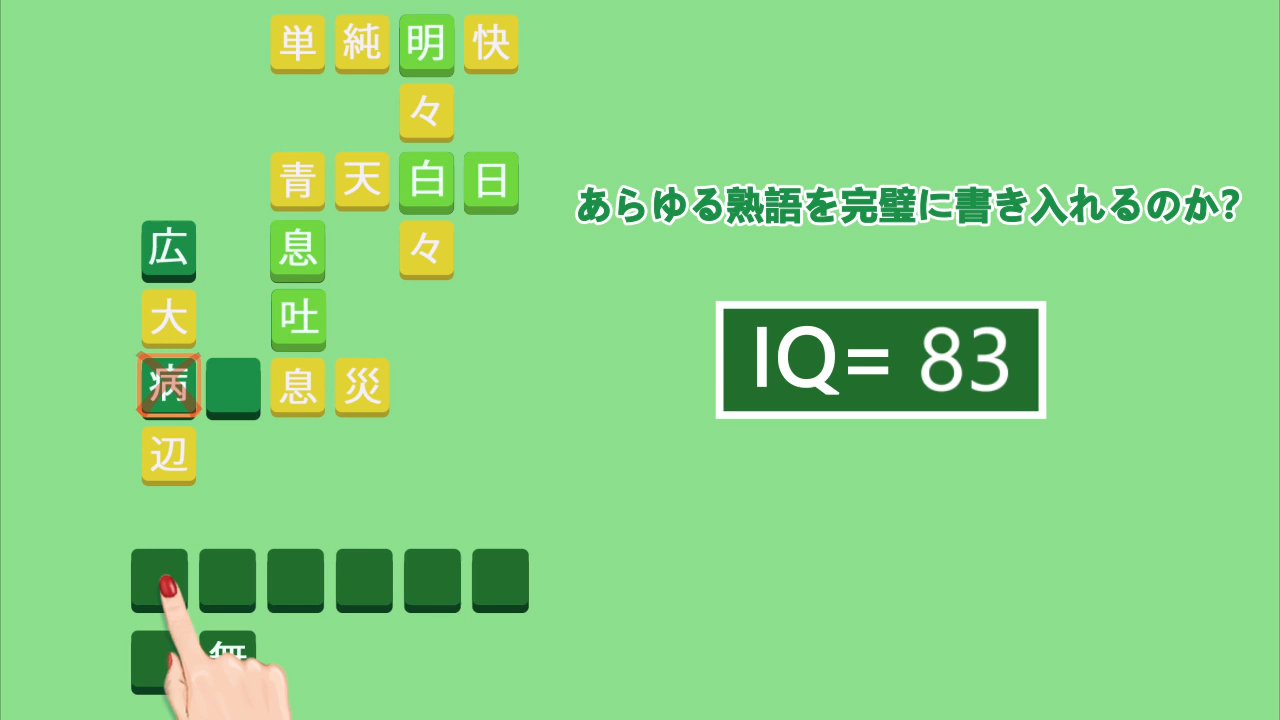 単純明快
々
青天白日
広息々
大吐
病息災
辺
無
あらゆる熟語を完璧に書き入れるのか?
IQ= 83